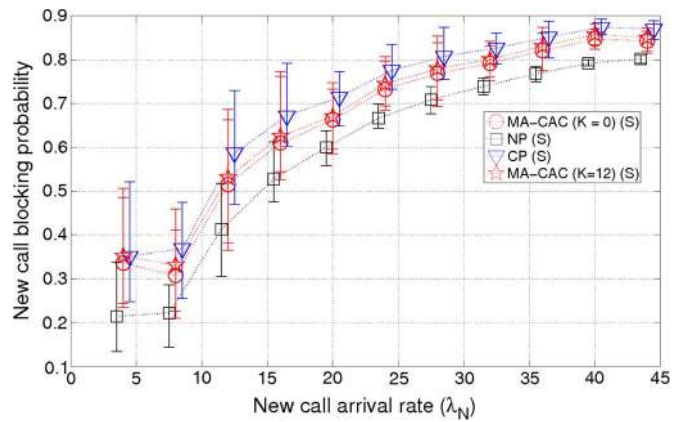 New call blocking probability
0.9
0.8
0.7
0.6
0.5
0.4
0.3
0.2
0.1
MA−CAC (K = 0) (S)
NP (S)
CP (S)
MA−CAC (K=12) (S)
0 5 10 15 20 25 30 35 40 45
New call arrival rate (λN)